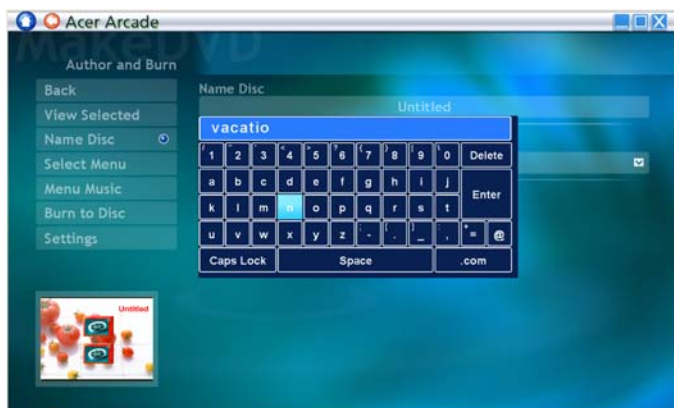 Acer Arcade
MakeDVD
Author and Burn
Back
View Selected
Name Disc
Select Menu
Menu Music
Burn to Disc
Settings
Untitled
Name Disc
Untitled
vacatio
1 2 3 4 5 6 7 8 9 0 Delete
a b c d e f g h i j
Enter
k l m n o p q r s t
u v w x y z - . _ , = @
Caps Lock Space .com